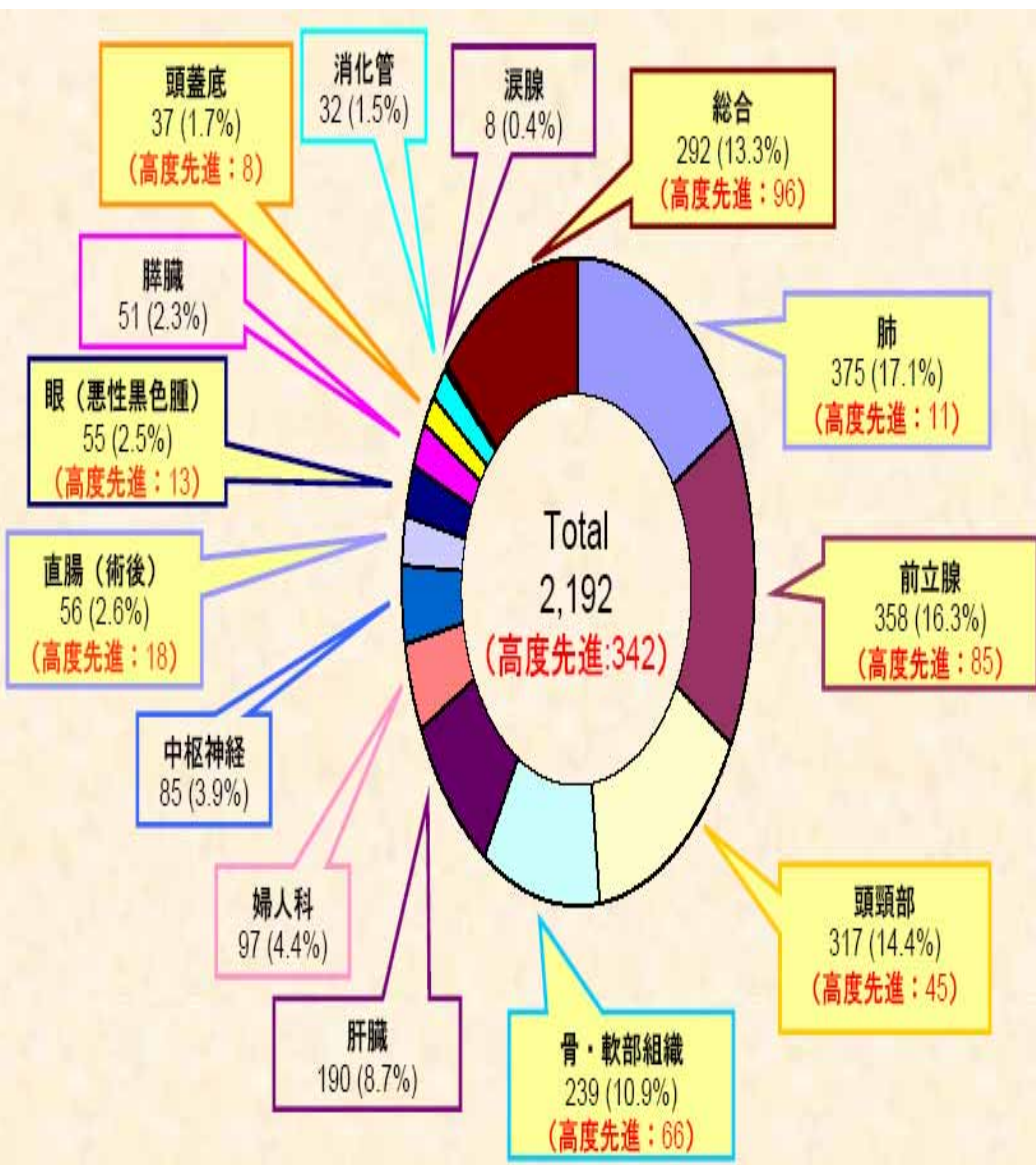 頭蓋底
37 (1.7%)
(高度先進：8)
消化管
32 (1.5%)
涙腺
8 (0.4%)
総合
292 (13.3%)
(高度先進：96)
膵臓
51 (2.3%)
肺
375 (17.1%)
(高度先進：11)
眼（悪性黒色腫）
55 (2.5%)
(高度先進：13)
Total
2,192
(高度先進:342)
直腸（術後）
56 (2.6%)
(高度先進：18)
前立腺
358 (16.3%)
(高度先進：85)
中枢神経
85 (3.9%)
婦人科
97 (4.4%)
頭頸部
317 (14.4%)
(高度先進：45)
肝臓
190 (8.7%)
骨・軟部組織
239 (10.9%)
(高度先進：66)